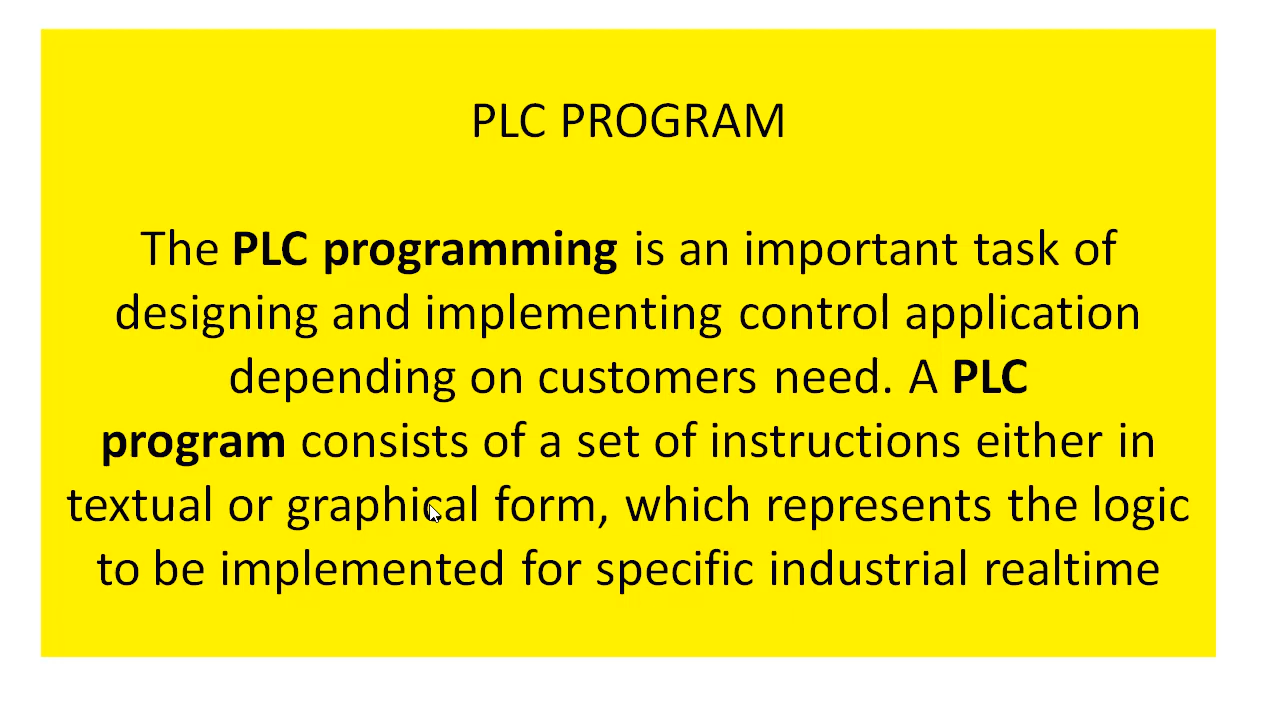 PLC PROGRAM
The PLC programming is an important task of
designing and implementing control application
depending on customers need. A PLC
program consists of a set of instructions either in
textual or graphical form, which represents the logic
to be implemented for specific industrial realtime